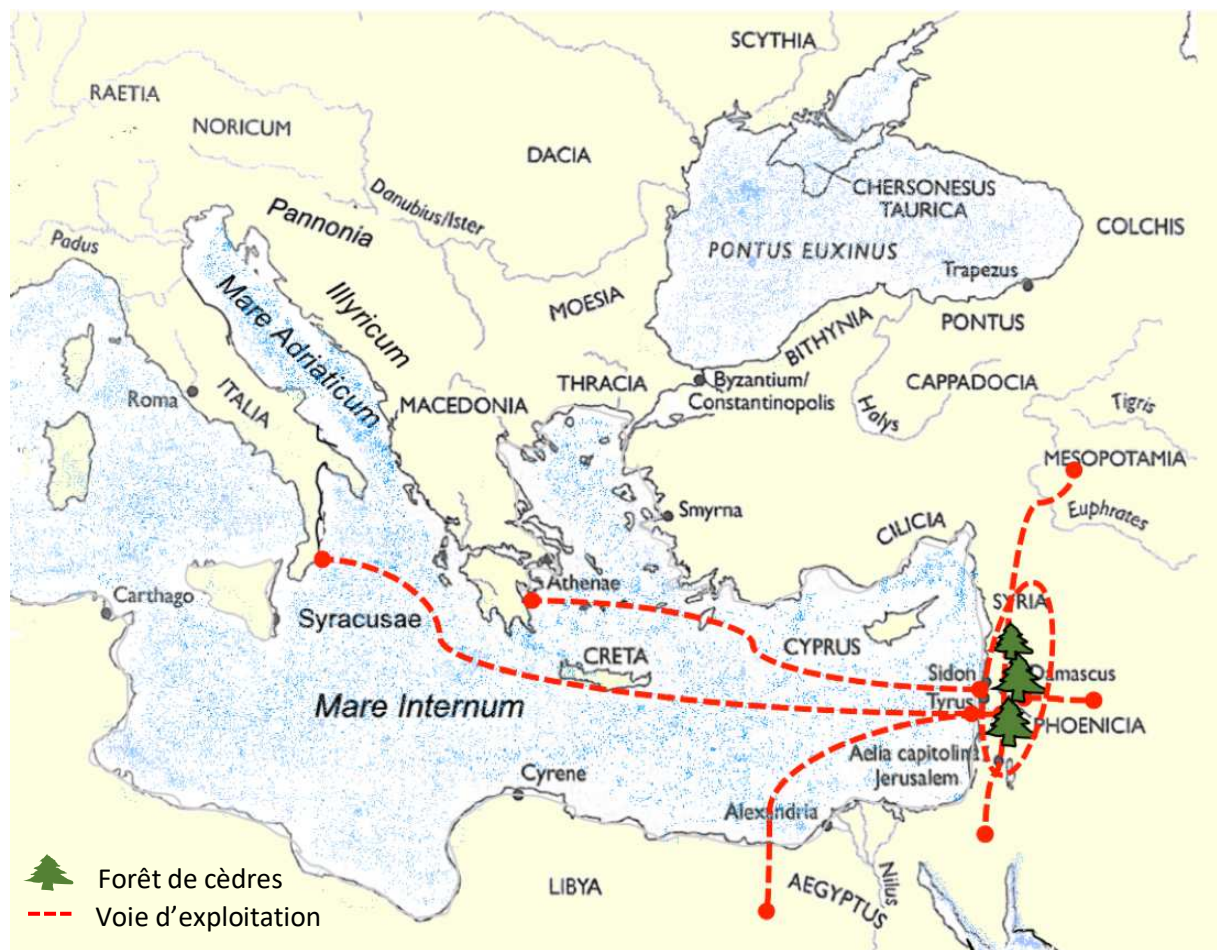 SCYTHIA
RAETIA
NORICUM
DACIA
CHERSONESUS
TAURICA
Danubius/Ister
Pannonia
COLCHIS
Padus
PONTUS EUXINUS
Trapezus
Mare Adriaticum
Illyricum
MOESIA
PONTUS
BITHYNIA
THRACIA
Byzantium/
Constantinopolis
CAPPADOCIA
Halys
Tigris
Roma
ITALIA
MACEDONIA
MESOPOTAMIA
Euphrates
Smyrna
CILICIA
Athenae
Carthago
Syracusae
SYRIA
CYPRUS
CRETA
Sidon
Damascus
Tyrus
PHOENICIA
Mare Internum
Aelia capitolina
Jerusalem
Cyrene
Alexandria
LIBYA
AEGYPTUS
Nilus
Forêt de cèdres
Voie d'exploitation